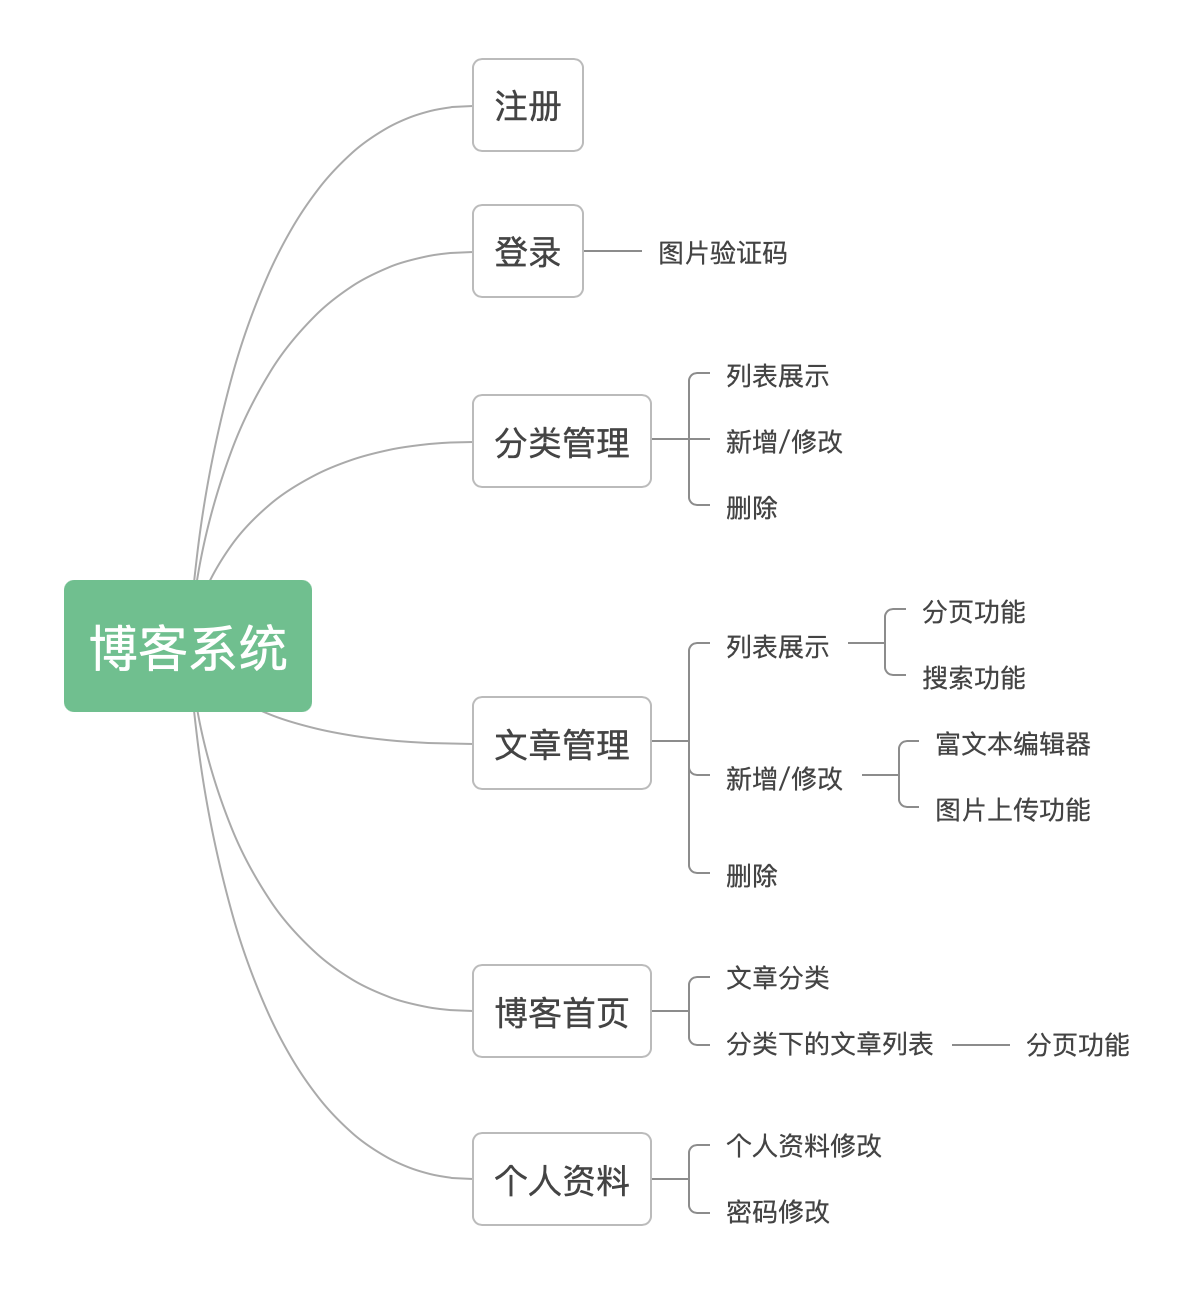 博客系统
注册
登录
图片验证码
分类管理
列表展示
新增/修改
删除
文章管理
列表展示
分页功能
搜索功能
新增/修改
富文本编辑器
图片上传功能
删除
博客首页
文章分类
分类下的文章列表
分页功能
个人资料
个人资料修改
密码修改